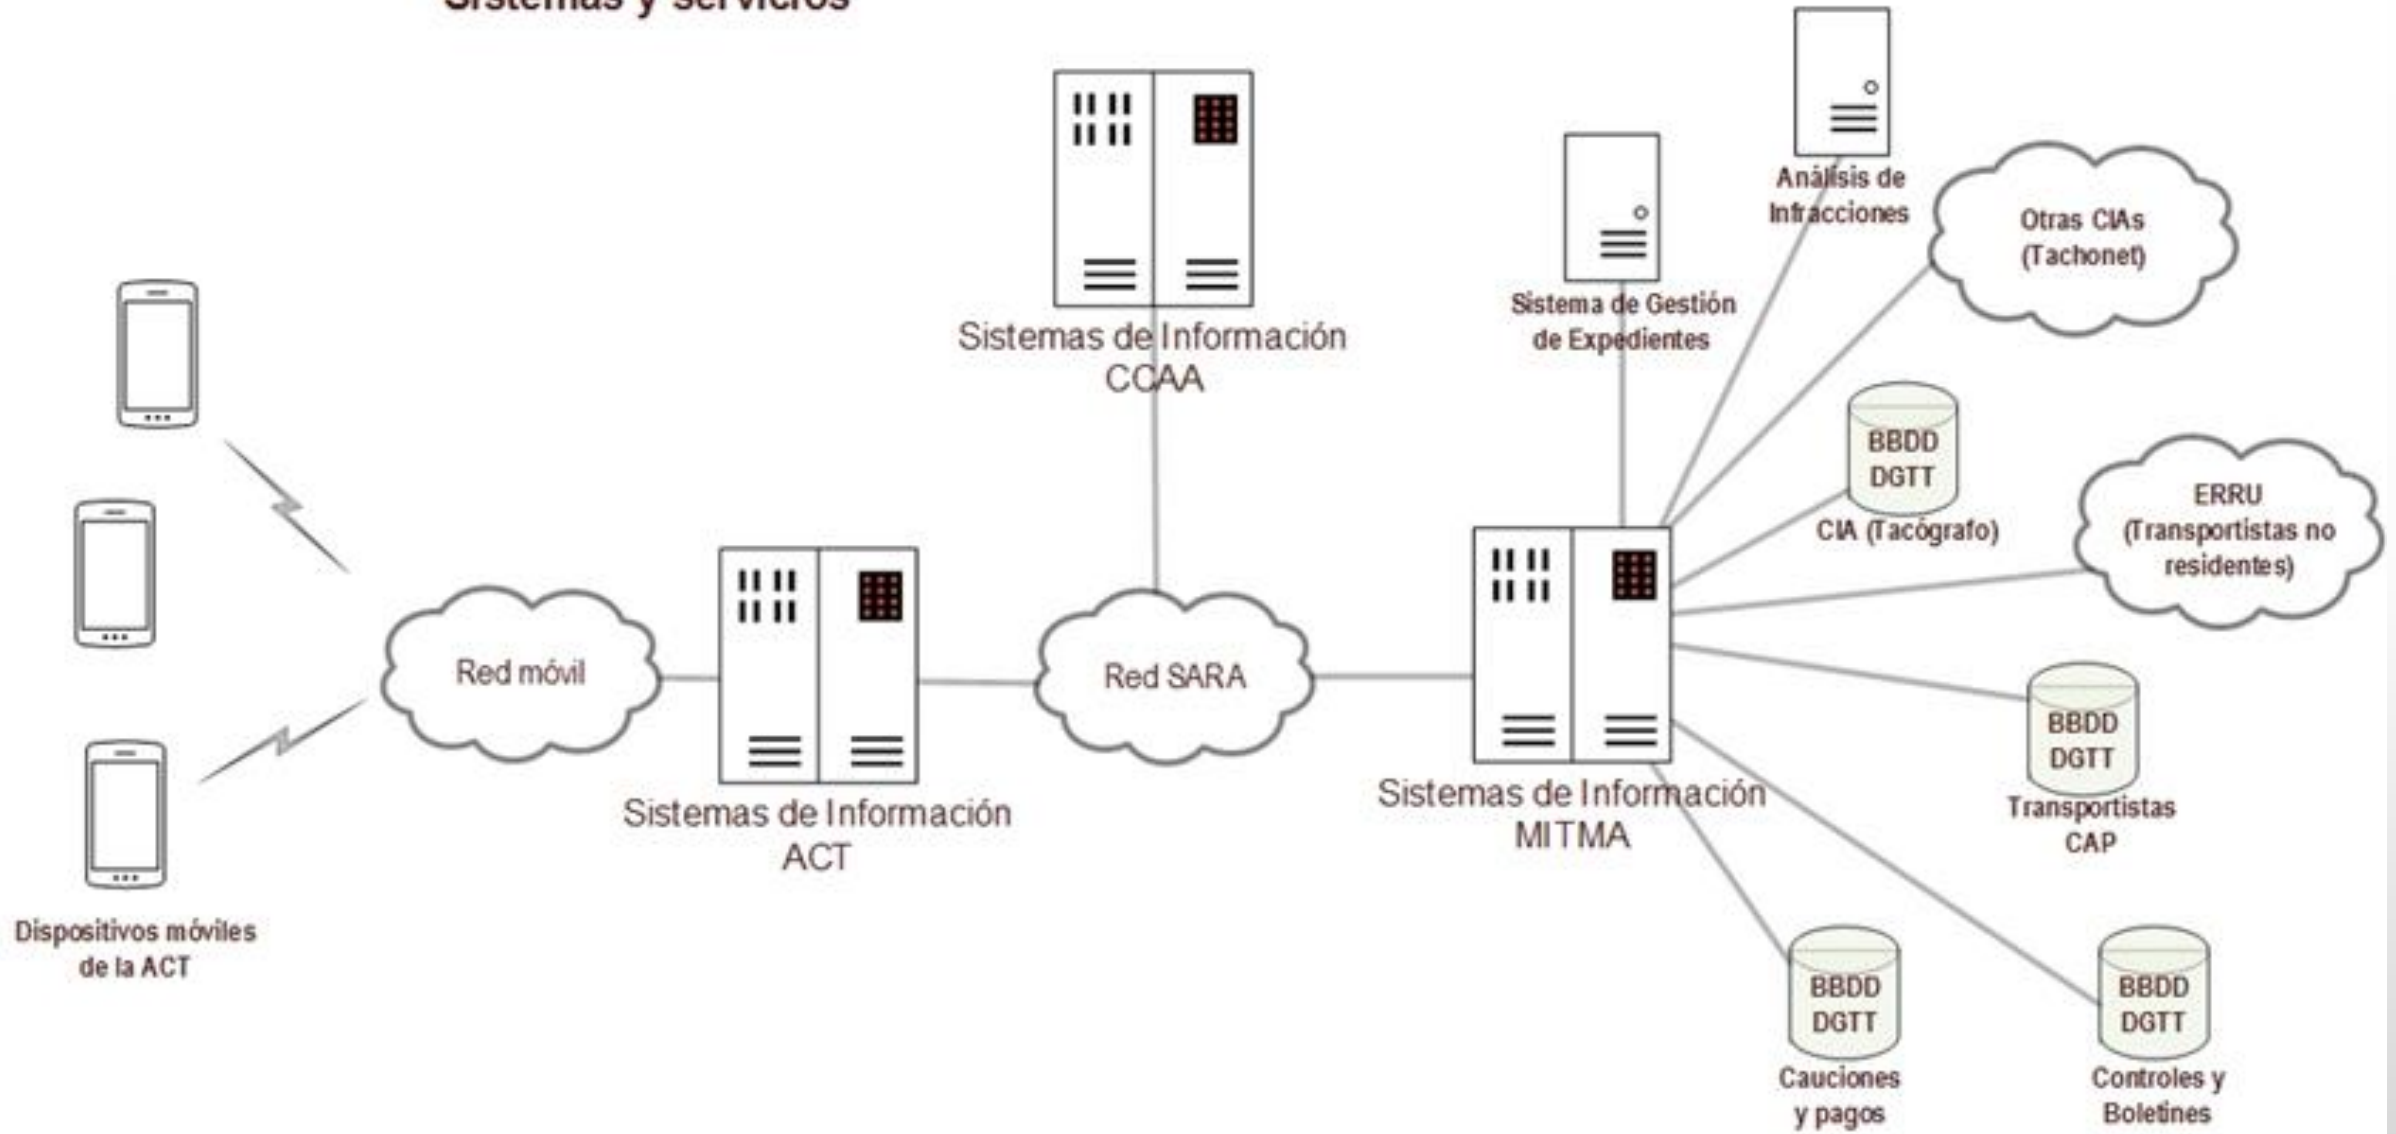 Sistemas y servicios
Análisis de
Infracciones
Otras CIAs
(Tachonet)
Sistema de Gestión
de Expedientes
Sistemas de Información
CCAA
BBDD
DGTT
CIA (Tacógrafo)
ERRU
(Transportistas no
residentes)
Red móvil
Red SARA
Sistemas de Información
ACT
Sistemas de Información
MITMA
BBDD
DGTT
Transportistas
CAP
Dispositivos móviles
de la ACT
BBDD
DGTT
Cauciones
y pagos
BBDD
DGTT
Controles y
Boletines